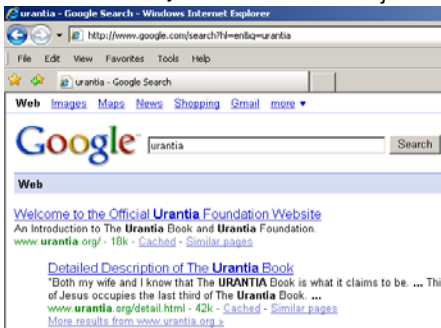 urantia - Google Search - Windows Internet Explorer
http://www.google.com/search?hl=en&q=urantia
File Edit View Favorites Tools Help
urantia - Google Search
Web Images Maps News Shopping Gmail more ▼
Google urantia Search
Web
Welcome to the Official Urantia Foundation Website
An Introduction to The Urantia Book and Urantia Foundation.
www.urantia.org/ - 18k - Cached - Similar pages
Detailed Description of The Urantia Book
"Both my wife and I know that The URANTIA Book is what it claims to be. ... Thi
of Jesus occupies the last third of The Urantia Book. ...
www.urantia.org/detail.html - 42k - Cached - Similar pages
More results from www.urantia.org »